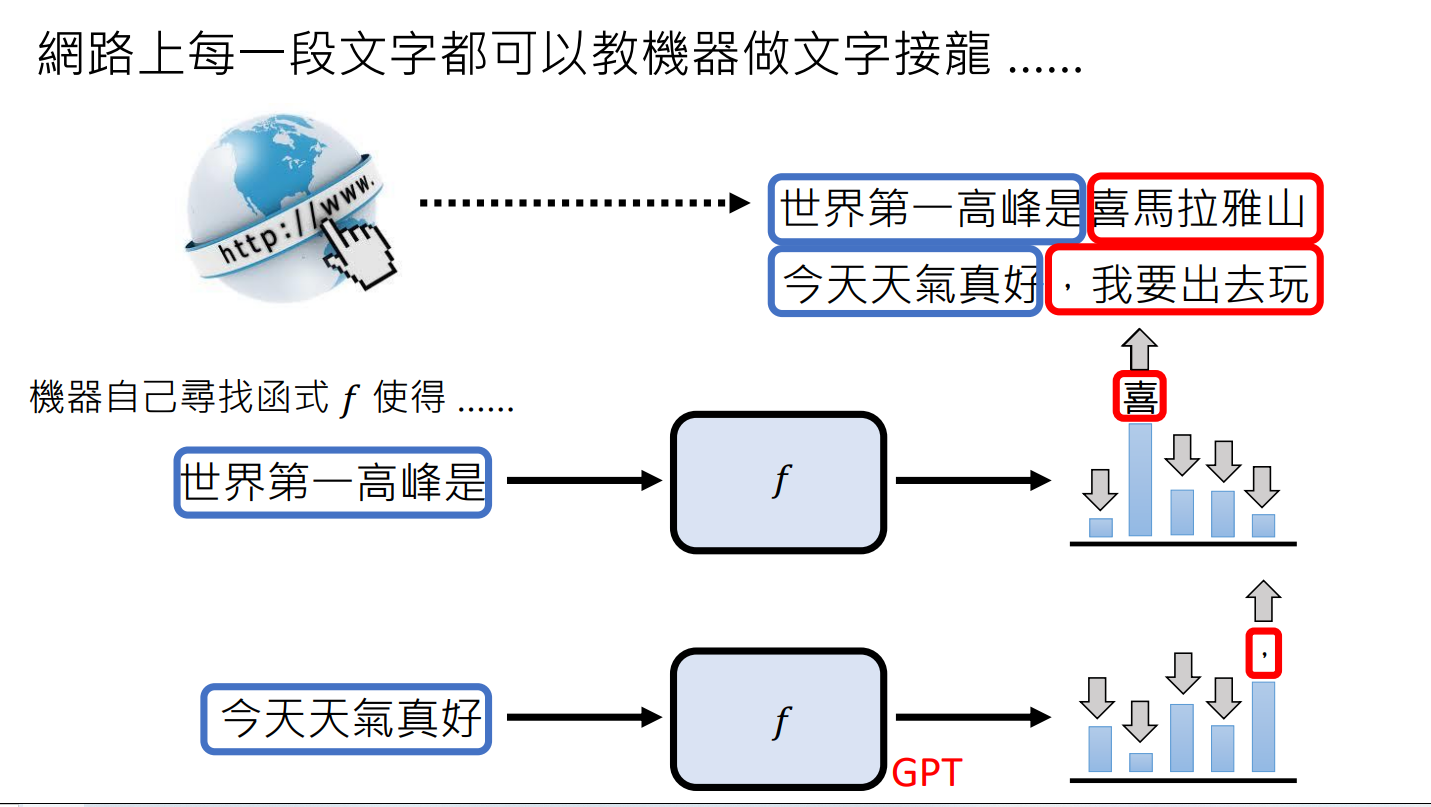 網路上每一段文字都可以教機器做文字接龍 ……
http://www.
世界第一高峰是喜馬拉雅山
今天天氣真好，我要出去玩
機器自己尋找函式 f 使得 ……
喜
世界第一高峰是
f
，
今天天氣真好
f
GPT